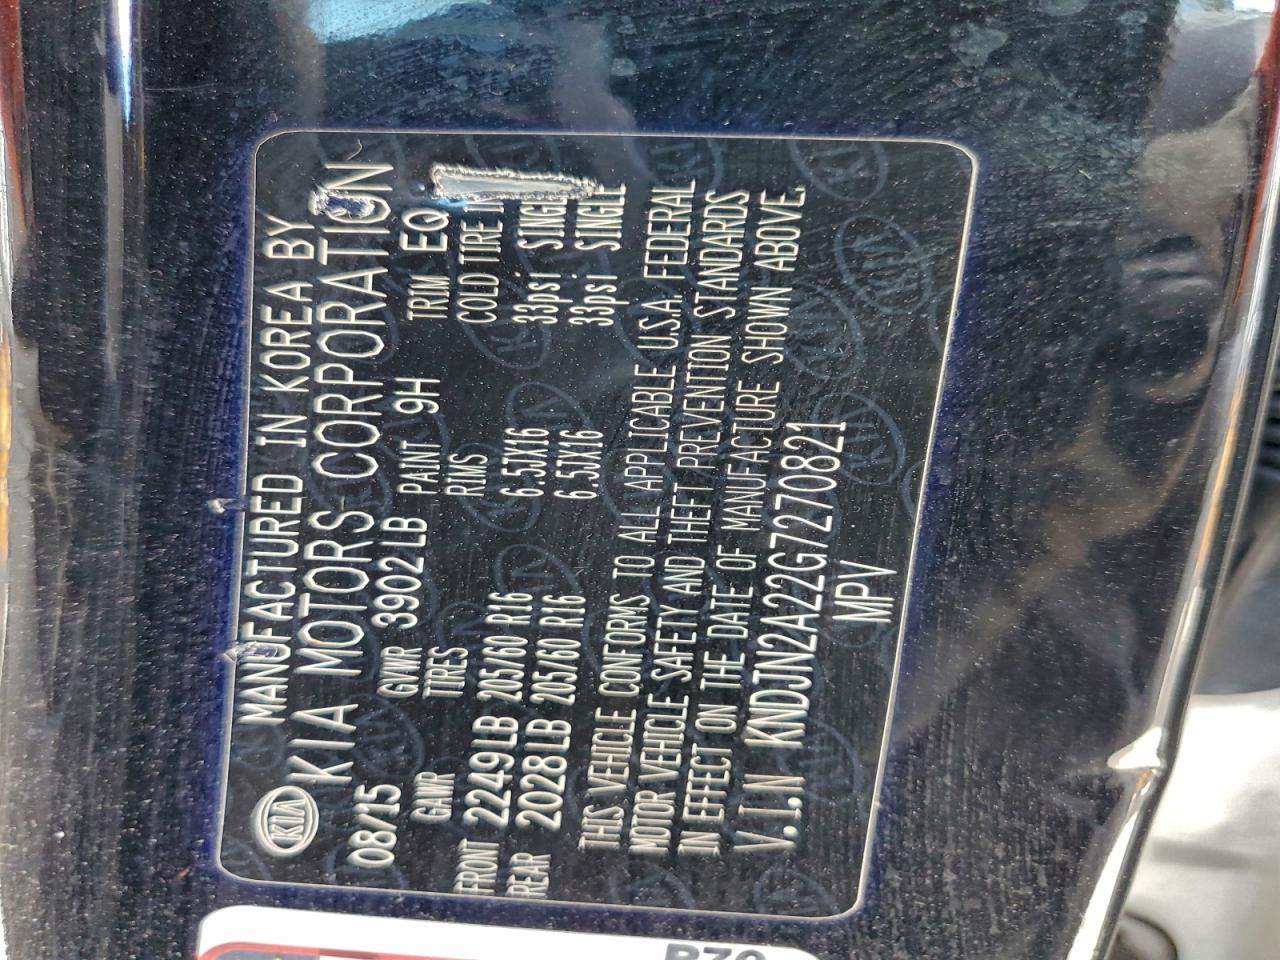 MANUFACTURED IN KOREA BY
KIA KIA MOTORS CORPORATION
08/15 GVWR 3902LB PAINT 9H TRIM EQ
GAWR TIRES RIMS COLD TIRE
FRONT 2249LB 205/60 R16 6.5JX16 33psi SINGLE
REAR 2028LB 205/60 R16 6.5JX16 33psi SINGLE
THIS VEHICLE CONFORMS TO ALL APPLICABLE U.S.A. FEDERAL
MOTOR VEHICLE SAFETY AND THEFT PREVENTION STANDARDS
IN EFFECT ON THE DATE OF MANUFACTURE SHOWN ABOVE.
V.I.N KNDJN2A22G7270821
MPV